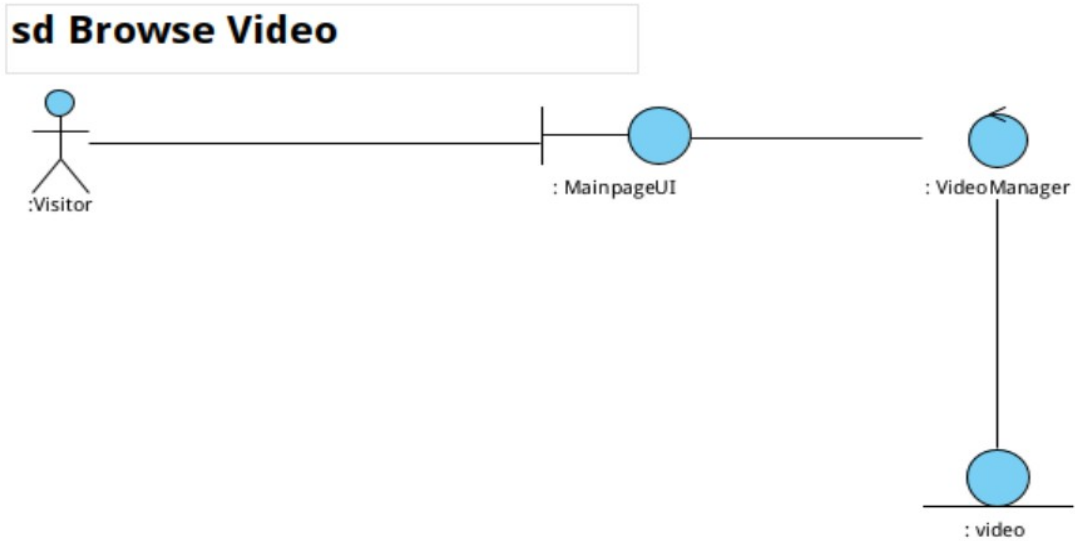 sd Browse Video
:Visitor
: MainpageUI
: VideoManager
: video